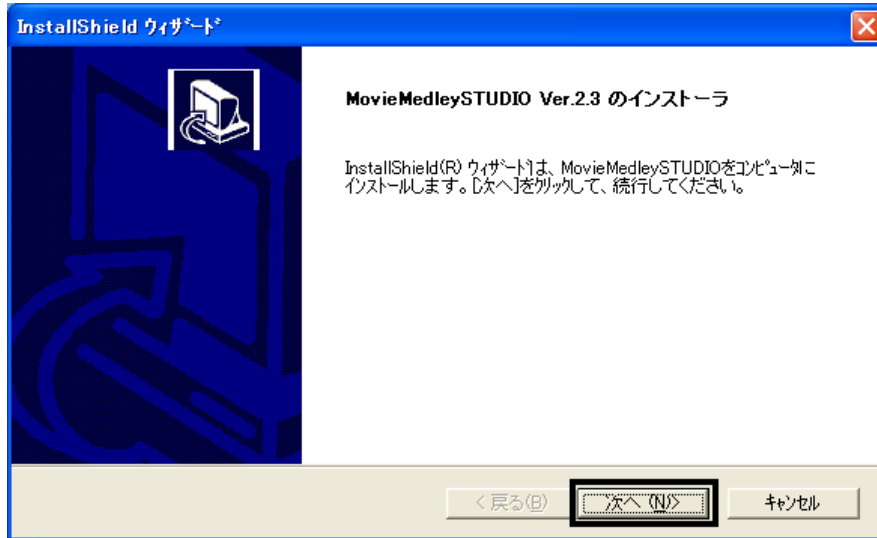 InstallShield ウィザード
MovieMedleySTUDIO Ver.2.3 のインストーラ
InstallShield(R) ウィザードは、MovieMedleySTUDIOをコンピュータに
インストールします。[次へ]をクリックして、続行してください。
< 戻る(B) 次へ (N)> キャンセル